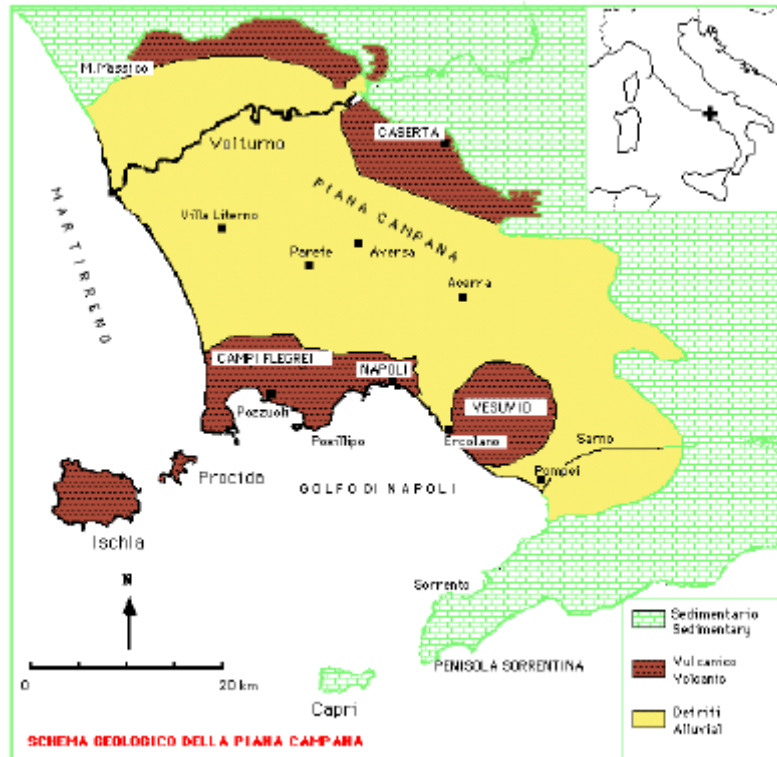 M. Massico
CASERTA
Volturno
PIANA CAMPANA
MAR TIRRENO
Villa Literno
Parete
Aversa
Acerra
CAMPI FLEGREI
NAPOLI
VESUVIO
Pozzuoli
Posillipo
Ercolano
Sarno
Pompei
Procida
GOLFO DI NAPOLI
Ischia
N
Sorrento
0 20 km
PENISOLA SORRENTINA
Capri
Sedimentario
Sedimentary
Vulcanico
Volcanic
Detriti
Alluvial
SCHEMA GEOLOGICO DELLA PIANA CAMPANA